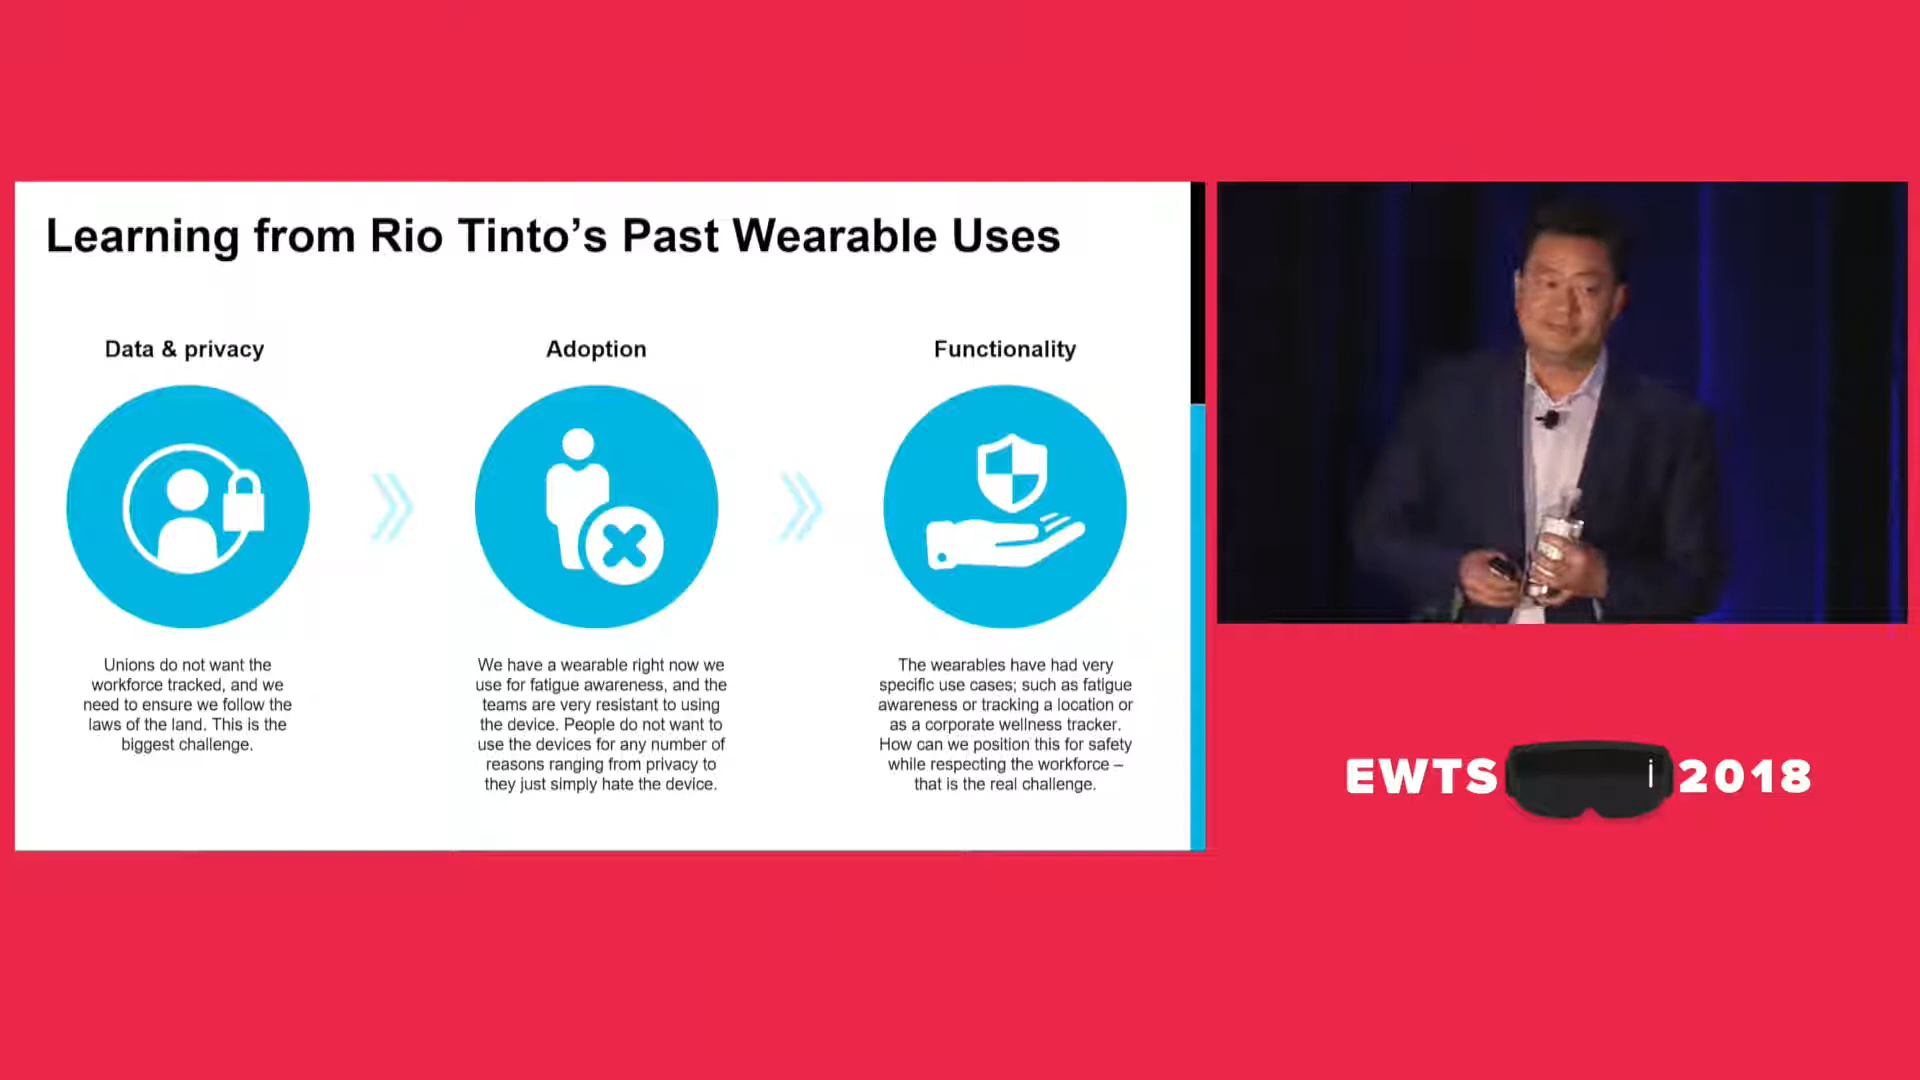 Learning from Rio Tinto’s Past Wearable Uses
Data & privacy
Unions do not want the
workforce tracked, and we
need to ensure we follow the
laws of the land. This is the
biggest challenge.
Adoption
We have a wearable right now we
use for fatigue awareness, and the
teams are very resistant to using
the device. People do not want to
use the devices for any number of
reasons ranging from privacy to
they just simply hate the device.
Functionality
The wearables have had very
specific use cases; such as fatigue
awareness or tracking a location or
as a corporate wellness tracker.
How can we position this for safety
while respecting the workforce –
that is the real challenge.
EWTS 2018